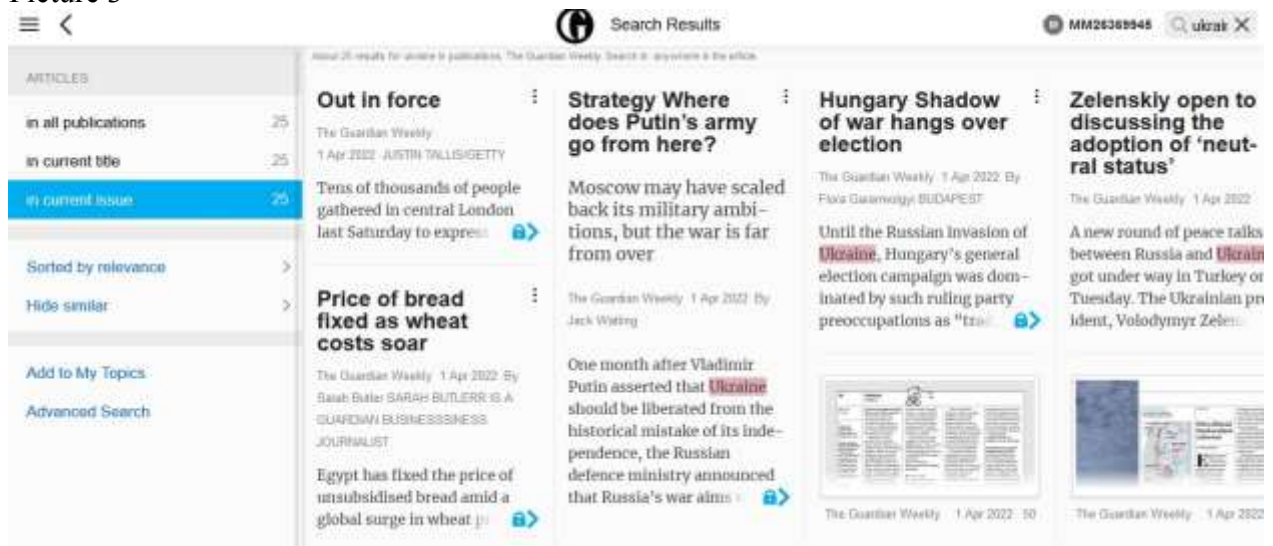 Picture 3
Search Results
MM26369946
ukrai
About 25 results for ukraine in publications, The Guardian Weekly. Search in anywhere in the article.
ARTICLES
in all publications 25
in current title 25
in current issue 25
Sorted by relevance
Hide similar
Add to My Topics
Advanced Search
Out in force
The Guardian Weekly
1 Apr 2022 JUSTIN TALLIS/GETTY
Tens of thousands of people
gathered in central London
last Saturday to express
Price of bread
fixed as wheat
costs soar
The Guardian Weekly 1 Apr 2022 By
Sarah Butler SARAH BUTLERR IS A
GUARDIAN BUSINESSSINESS
JOURNALIST
Egypt has fixed the price of
unsubsidised bread amid a
global surge in wheat p
Strategy Where
does Putin's army
go from here?
Moscow may have scaled
back its military ambi-
tions, but the war is far
from over
The Guardian Weekly 1 Apr 2022 By
Jack Watling
One month after Vladimir
Putin asserted that Ukraine
should be liberated from the
historical mistake of its inde-
pendence, the Russian
defence ministry announced
that Russia's war aims
Hungary Shadow
of war hangs over
election
The Guardian Weekly 1 Apr 2022 By
Flora Garamvolgyi BUDAPEST
Until the Russian invasion of
Ukraine, Hungary's general
election campaign was dom-
inated by such ruling party
preoccupations as "tra
The Guardian Weekly 1 Apr 2022 50
Zelenskiy open to
discussing the
adoption of 'neut-
ral status'
The Guardian Weekly 1 Apr 2022
A new round of peace talks
between Russia and Ukrain
got under way in Turkey on
Tuesday. The Ukrainian pre
ident, Volodymyr Zelen
The Guardian Weekly 1 Apr 2022